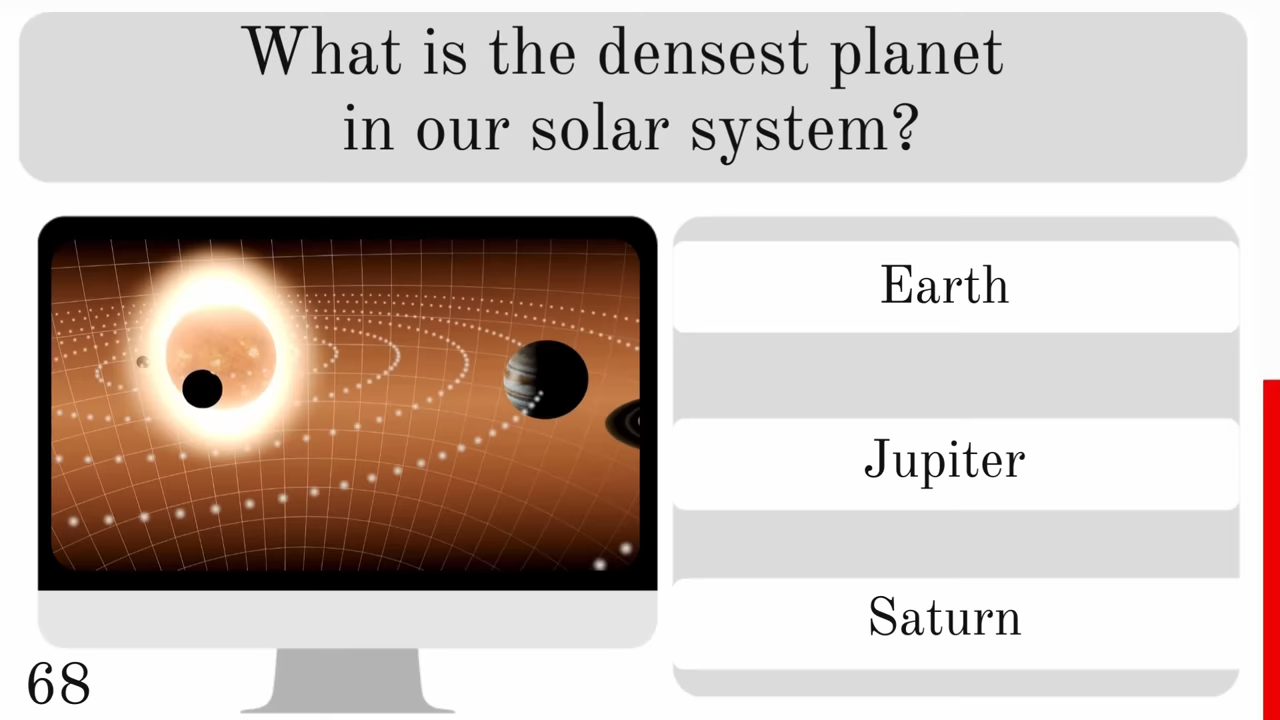 What is the densest planet
in our solar system?
Earth
Jupiter
Saturn
68